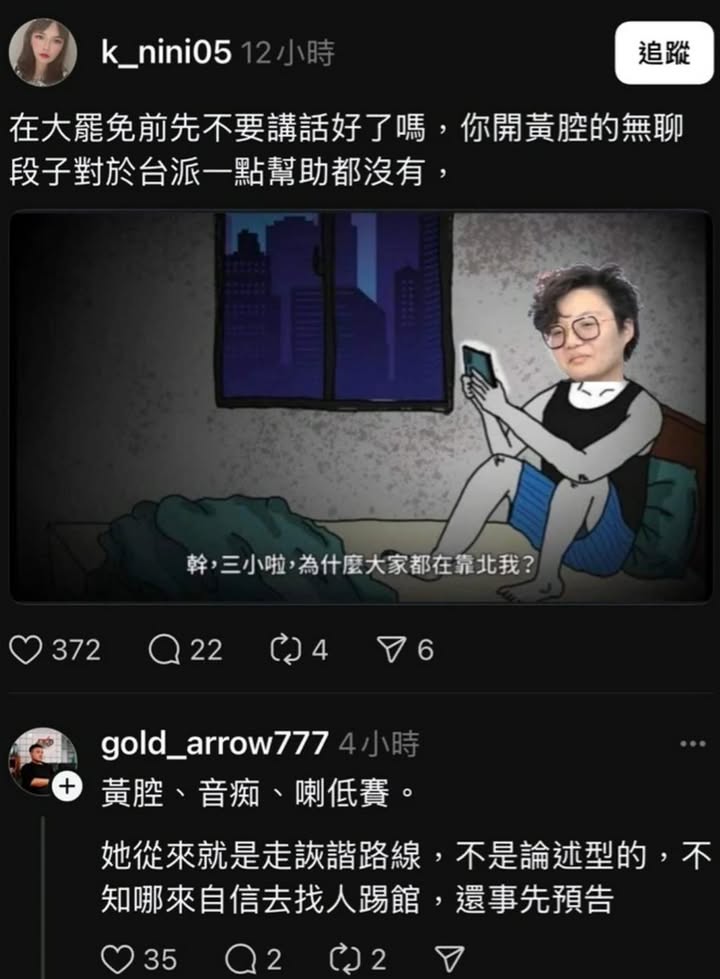 k_nini05 12小時
追蹤
在大罷免前先不要講話好了嗎，你開黃腔的無聊
段子對於台派一點幫助都沒有，
幹，三小啦，為什麼大家都在靠北我？
372 22 4 6
gold_arrow777 4小時
黃腔、音痴、喇低賽。
她從來就是走詼諧路線，不是論述型的，不
知哪來自信去找人踢館，還事先預告
35 2 2